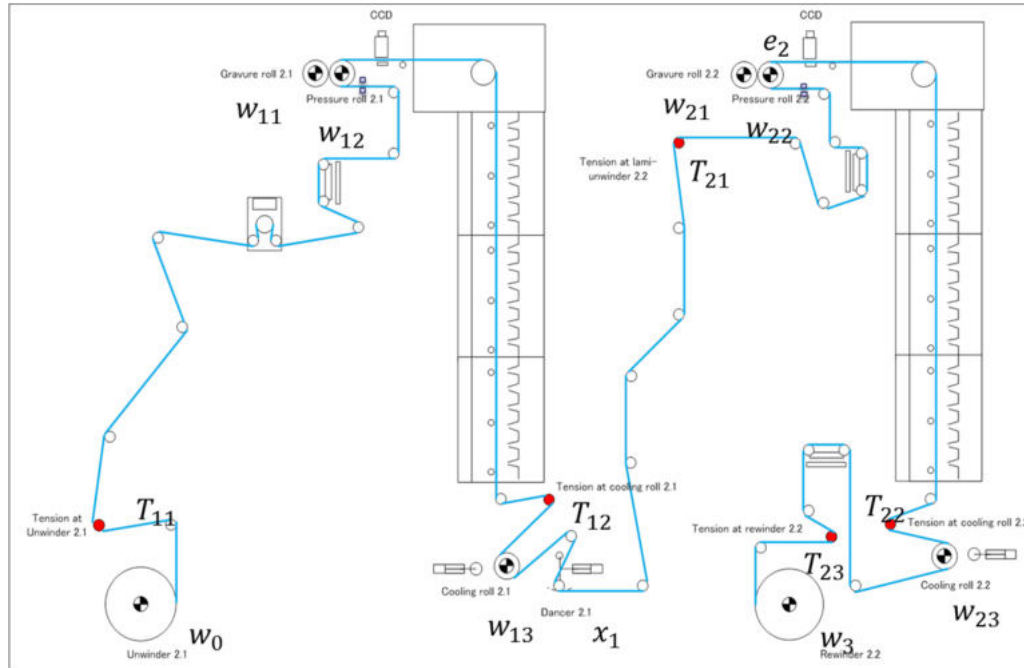 CCD
Gravure roll 2.1
Pressure roll 2.1
w₁₁
w₁₂
CCD
e₂
Gravure roll 2.2
Pressure roll 2.2
w₂₁
w₂₂
Tension at lami-
unwinder 2.2
T₂₁
Tension at
Unwinder 2.1
T₁₁
Tension at cooling roll 2.1
T₁₂
Cooling roll 2.1
Dancer 2.1
w₁₃
x₁
Unwinder 2.1
w₀
Tension at rewinder 2.2
T₂₂
Tension at cooling roll 2.
T₂₃
Cooling roll 2.2
w₂₃
w₃
Rewinder 2.2